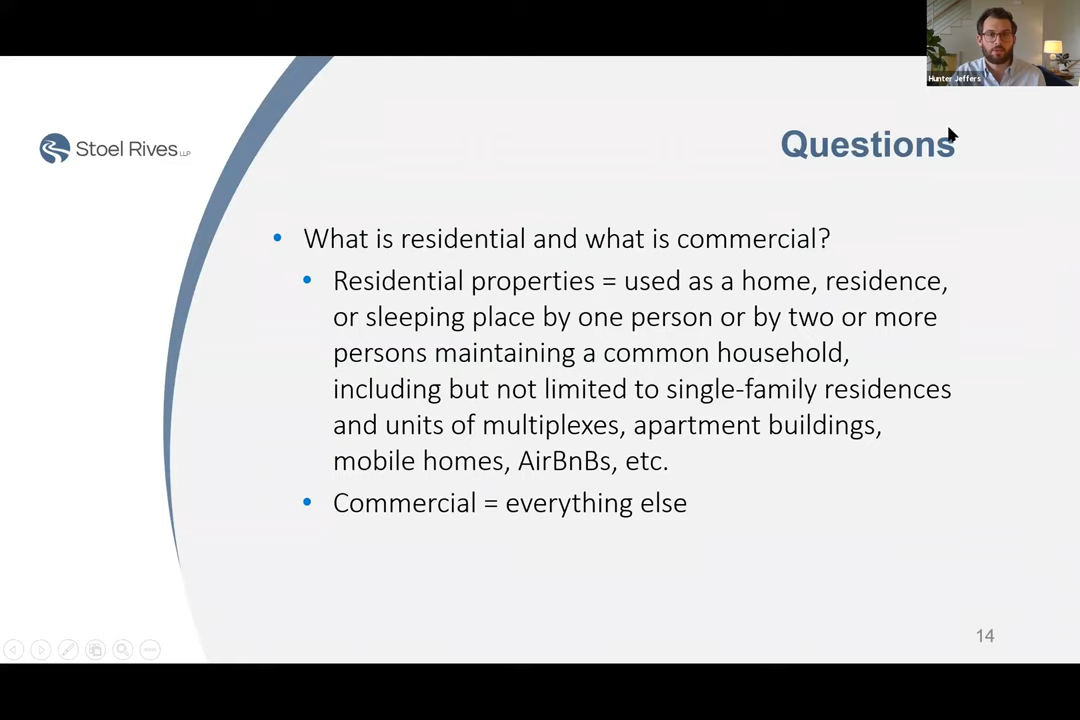 Hunter Jeffers
Stoel Rives LLP
Questions
• What is residential and what is commercial?
• Residential properties = used as a home, residence,
or sleeping place by one person or by two or more
persons maintaining a common household,
including but not limited to single-family residences
and units of multiplexes, apartment buildings,
mobile homes, AirBnBs, etc.
• Commercial = everything else
14